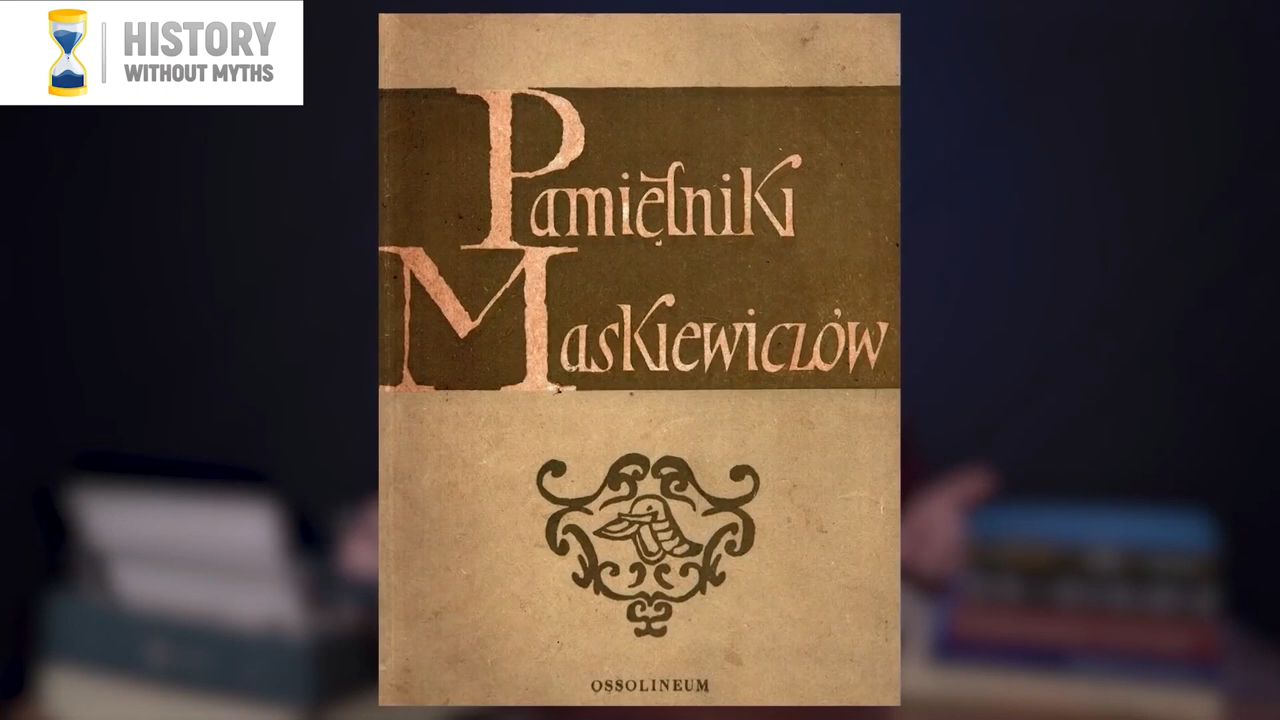 HISTORY
WITHOUT MYTHS
Pamiętniki
Maskiewiczów
OSSOLINEUM